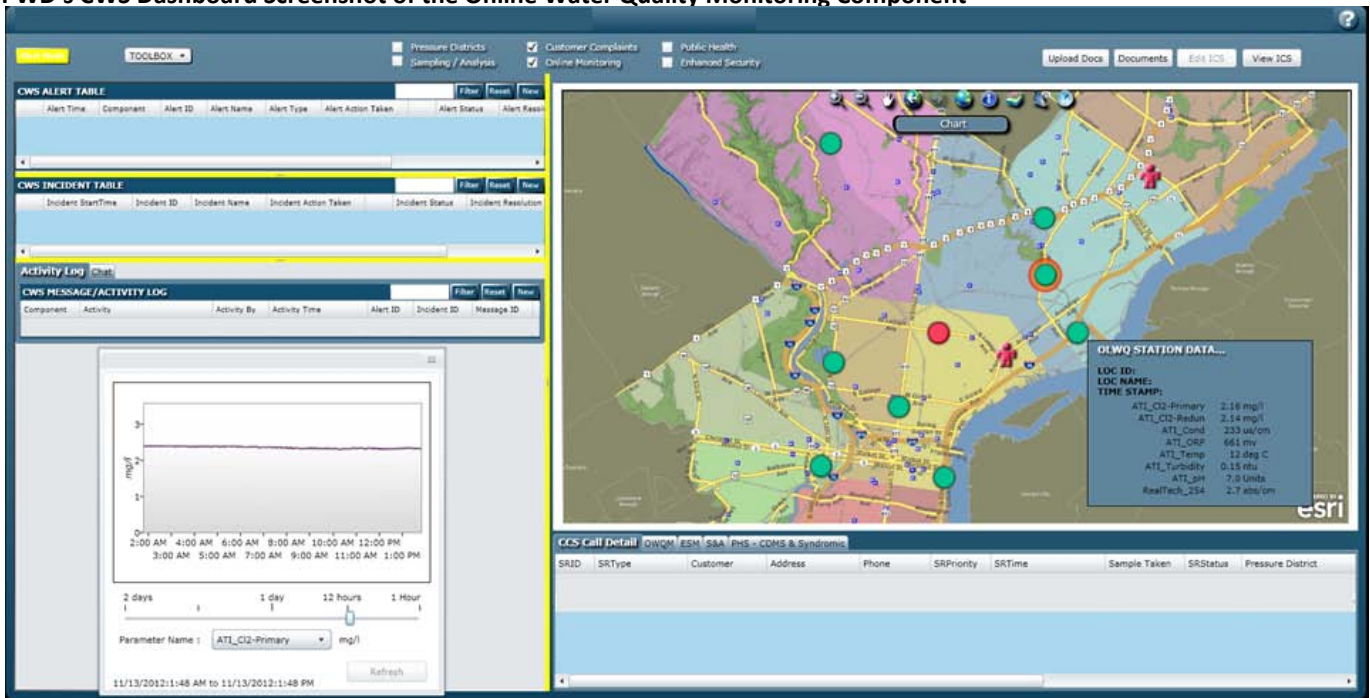 PWD's CWS Dashboard Screenshot of the Online Water Quality Monitoring Component
?
TOOLBOX
Pressure Districts
Customer Complaints
Public Health
Sampling / Analysis
Online Monitoring
Enhanced Security
Upload Docs
Documents
Edit ICS
View ICS
CWS ALERT TABLE
Filter Reset New
Alert Time Component Alert ID Alert Name Alert Type Alert Action Taken Alert Status Alert Resol
CWS INCIDENT TABLE
Filter Reset New
Incident StartTime Incident ID Incident Name Incident Action Taken Incident Status Incident Resolution
Activity Log Chat
CWS MESSAGE/ACTIVITY LOG
Filter Reset New
Component Activity Activity By Activity Time Alert ID Incident ID Message ID
3
2
1
0
mg/l
2:00 AM 4:00 AM 6:00 AM 8:00 AM 10:00 AM 12:00 PM
3:00 AM 5:00 AM 7:00 AM 9:00 AM 11:00 AM 1:00 PM
2 days 1 day 12 hours 1 Hour
Parameter Name : ATI_Cl2-Primary mg/l
Refresh
11/13/2012:1:48 AM to 11/13/2012:1:48 PM
Chart
OLWQ STATION DATA...
LOC ID:
LOC NAME:
TIME STAMP:
ATI_Cl2-Primary 2.16 mg/l
ATI_Cl2-Redun 2.14 mg/l
ATI_Cond 233 us/cm
ATI_ORP 661 mv
ATI_Temp 12 deg C
ATI_Turbidity 0.15 ntu
ATI_pH 7.0 Units
RealTech_254 2.7 abs/cm
esri
CCS Call Detail OWQM ESM S&A PHS - CDMS & Syndromic
SRID SRType Customer Address Phone SRPriority SRTime Sample Taken SRStatus Pressure District